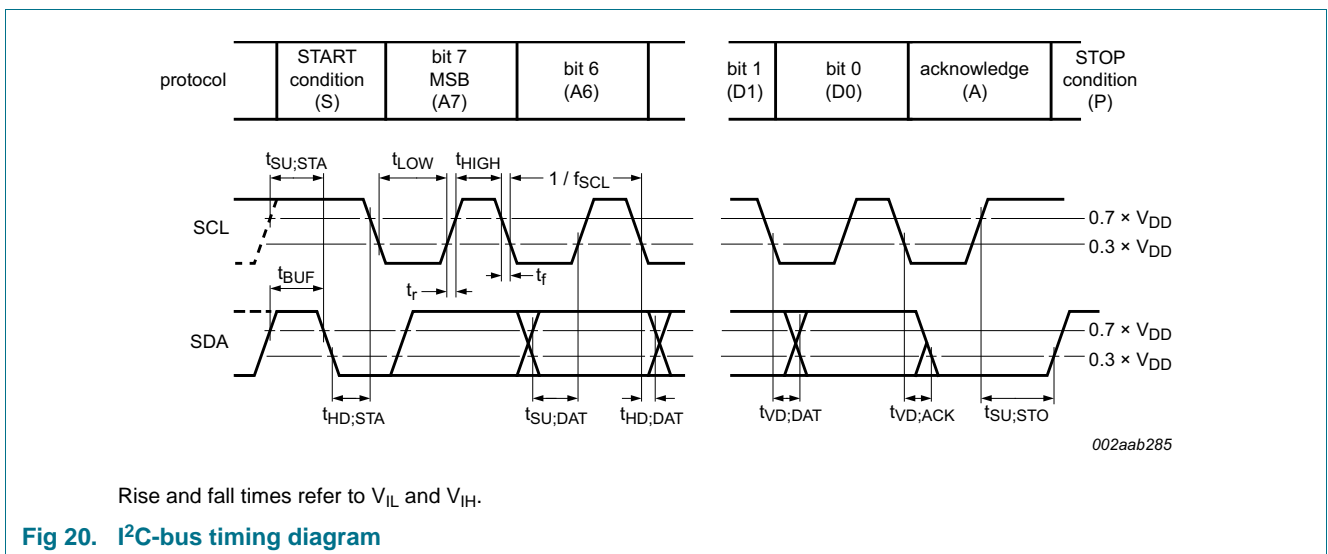 protocol
START
condition
(S)
bit 7
MSB
(A7)
bit 6
(A6)
bit 1
(D1)
bit 0
(D0)
acknowledge
(A)
STOP
condition
(P)
tSU;STA
tLOW
tHIGH
1 / fSCL
SCL
0.7 × VDD
0.3 × VDD
tBUF
tr
tf
SDA
0.7 × VDD
0.3 × VDD
tHD;STA
tSU;DAT
tHD;DAT
tVD;DAT
tVD;ACK
tSU;STO
002aab285
Rise and fall times refer to VIL and VIH.
Fig 20. I²C-bus timing diagram